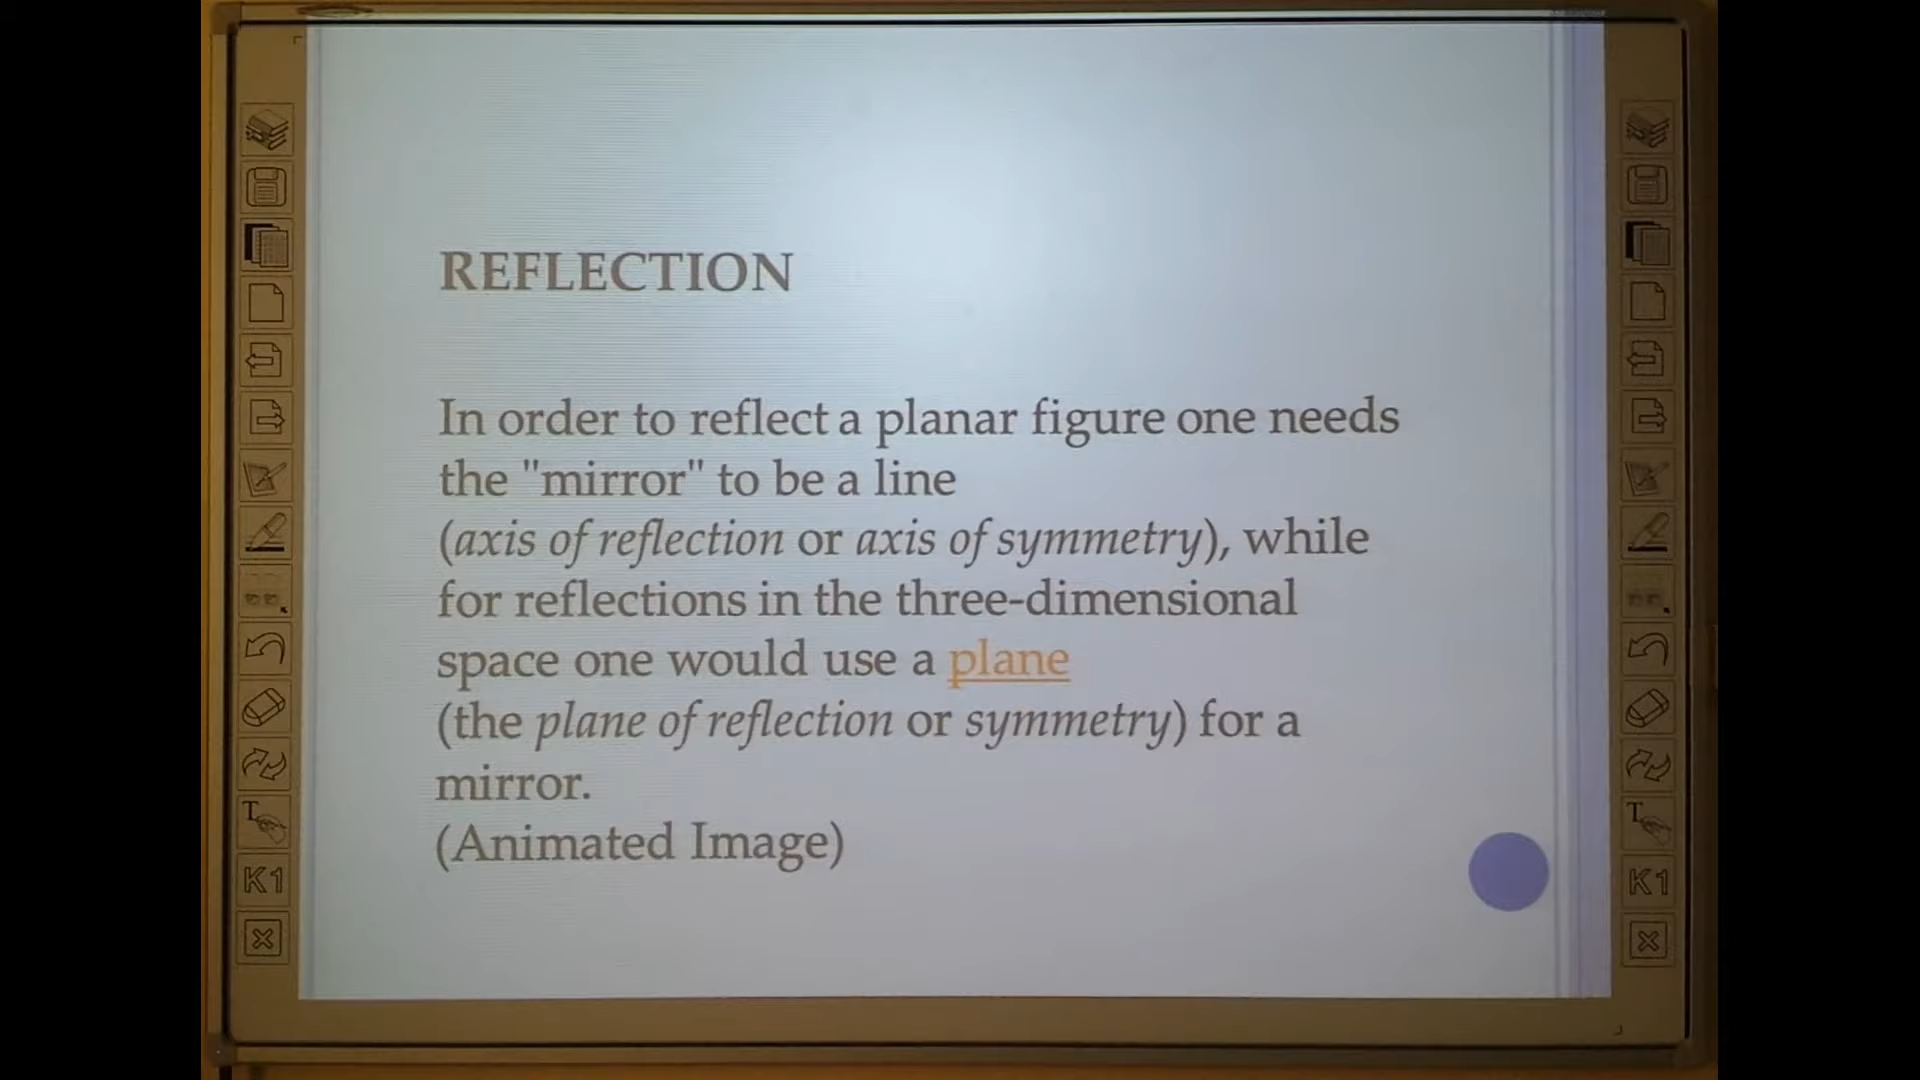 REFLECTION
In order to reflect a planar figure one needs
the "mirror" to be a line
(axis of reflection or axis of symmetry), while
for reflections in the three-dimensional
space one would use a plane
(the plane of reflection or symmetry) for a
mirror.
(Animated Image)
T
K1
T
K1